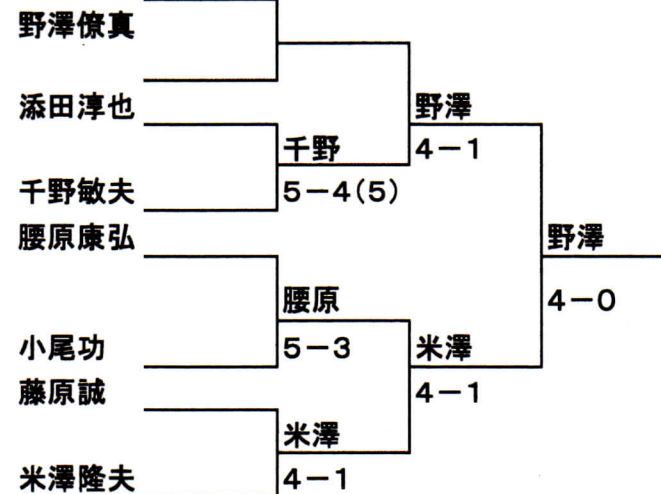 野澤僚真
添田淳也
野澤
千野
4－1
千野敏夫
5－4(5)
腰原康弘
野澤
腰原
4－0
小尾功
5－3
米澤
藤原誠
4－1
米澤
米澤隆夫
4－1